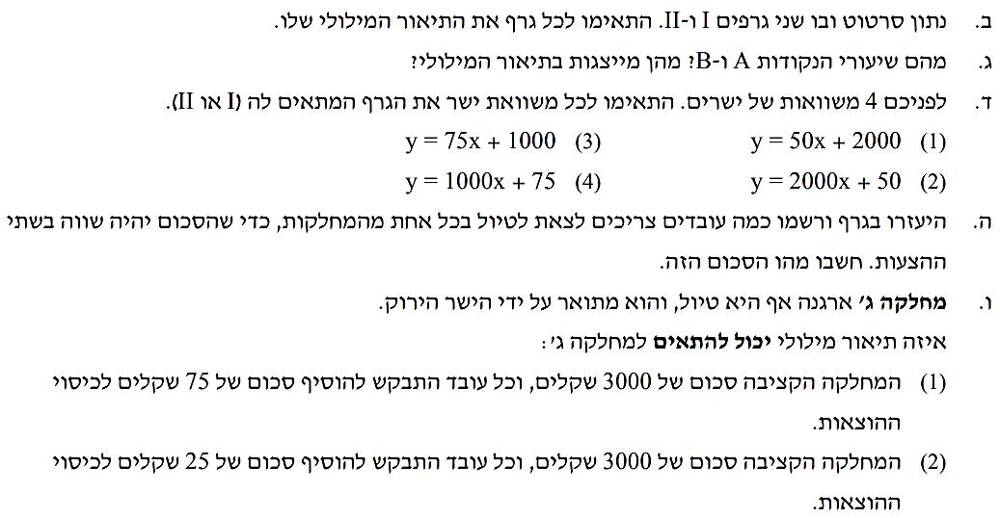 ב. נתון סרטוט ובו שני גרפים I ו-II. התאימו לכל גרף את התיאור המילולי שלו.
ג. מהם שיעורי הנקודות A ו-B? מהן מייצגות בתיאור המילולי?
ד. לפניכם 4 משוואות של ישרים. התאימו לכל משוואת ישר את הגרף המתאים לה (I או II).
(1) y = 50x + 2000 (3) y = 75x + 1000
(2) y = 2000x + 50 (4) y = 1000x + 75
ה. היעזרו בגרף ורשמו כמה עובדים צריכים לצאת לטיול בכל אחת מהמחלקות, כדי שהסכום יהיה שווה בשתי
ההצעות. חשבו מהו הסכום הזה.
ו. מחלקה ג' ארגנה אף היא טיול, והוא מתואר על ידי הישר הירוק.
איזה תיאור מילולי יכול להתאים למחלקה ג':
(1) המחלקה הקציבה סכום של 3000 שקלים, וכל עובד התבקש להוסיף סכום של 75 שקלים לכיסוי
ההוצאות.
(2) המחלקה הקציבה סכום של 3000 שקלים, וכל עובד התבקש להוסיף סכום של 25 שקלים לכיסוי
ההוצאות.